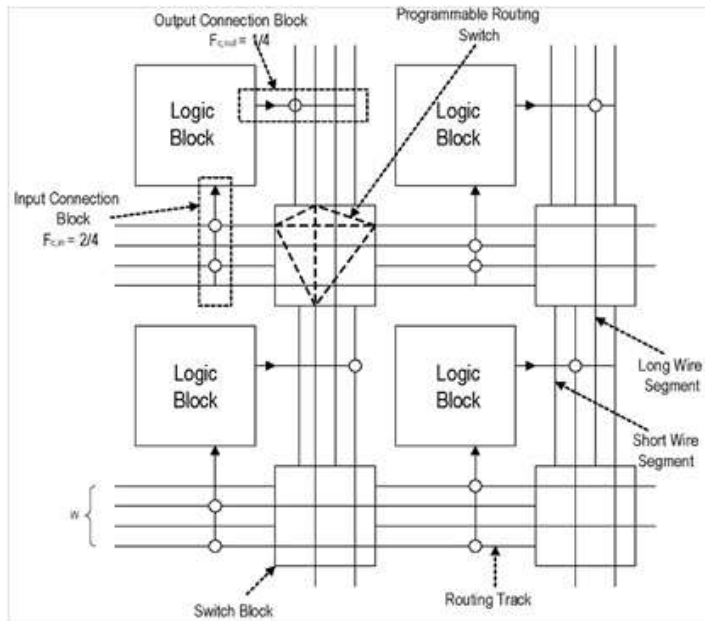 Output Connection Block
Fc,out = 1/4
Programmable Routing
Switch
Logic
Block
Logic
Block
Input Connection
Block
Fc,in = 2/4
Logic
Block
Logic
Block
Long Wire
Segment
Short Wire
Segment
W
Switch Block
Routing Track